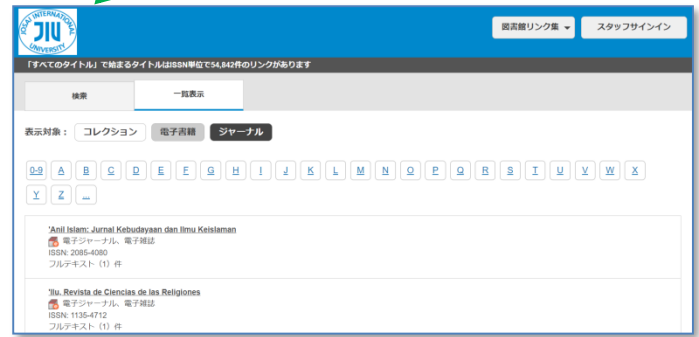 JOSAI INTERNATIONAL
JIU
UNIVERSITY
図書館リンク集
スタッフサインイン
「すべてのタイトル」で始まるタイトルはISSN単位で54,842件のリンクがあります
検索
一覧表示
表示対象： コレクション 電子書籍 ジャーナル
0-9 A B C D E F G H I J K L M N O P Q R S T U V W X
Y Z ...
'Anil Islam: Jurnal Kebudayaan dan Ilmu Keislaman
電子ジャーナル、電子雑誌
ISSN: 2085-4080
フルテキスト（1）件
'Ilu. Revista de Ciencias de las Religiones
電子ジャーナル、電子雑誌
ISSN: 1135-4712
フルテキスト（1）件